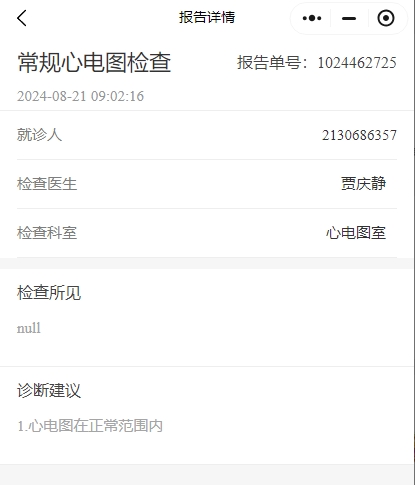 报告详情
常规心电图检查 报告单号：1024462725
2024-08-21 09:02:16
就诊人 2130686357
检查医生 贾庆静
检查科室 心电图室
检查所见
null
诊断建议
1.心电图在正常范围内